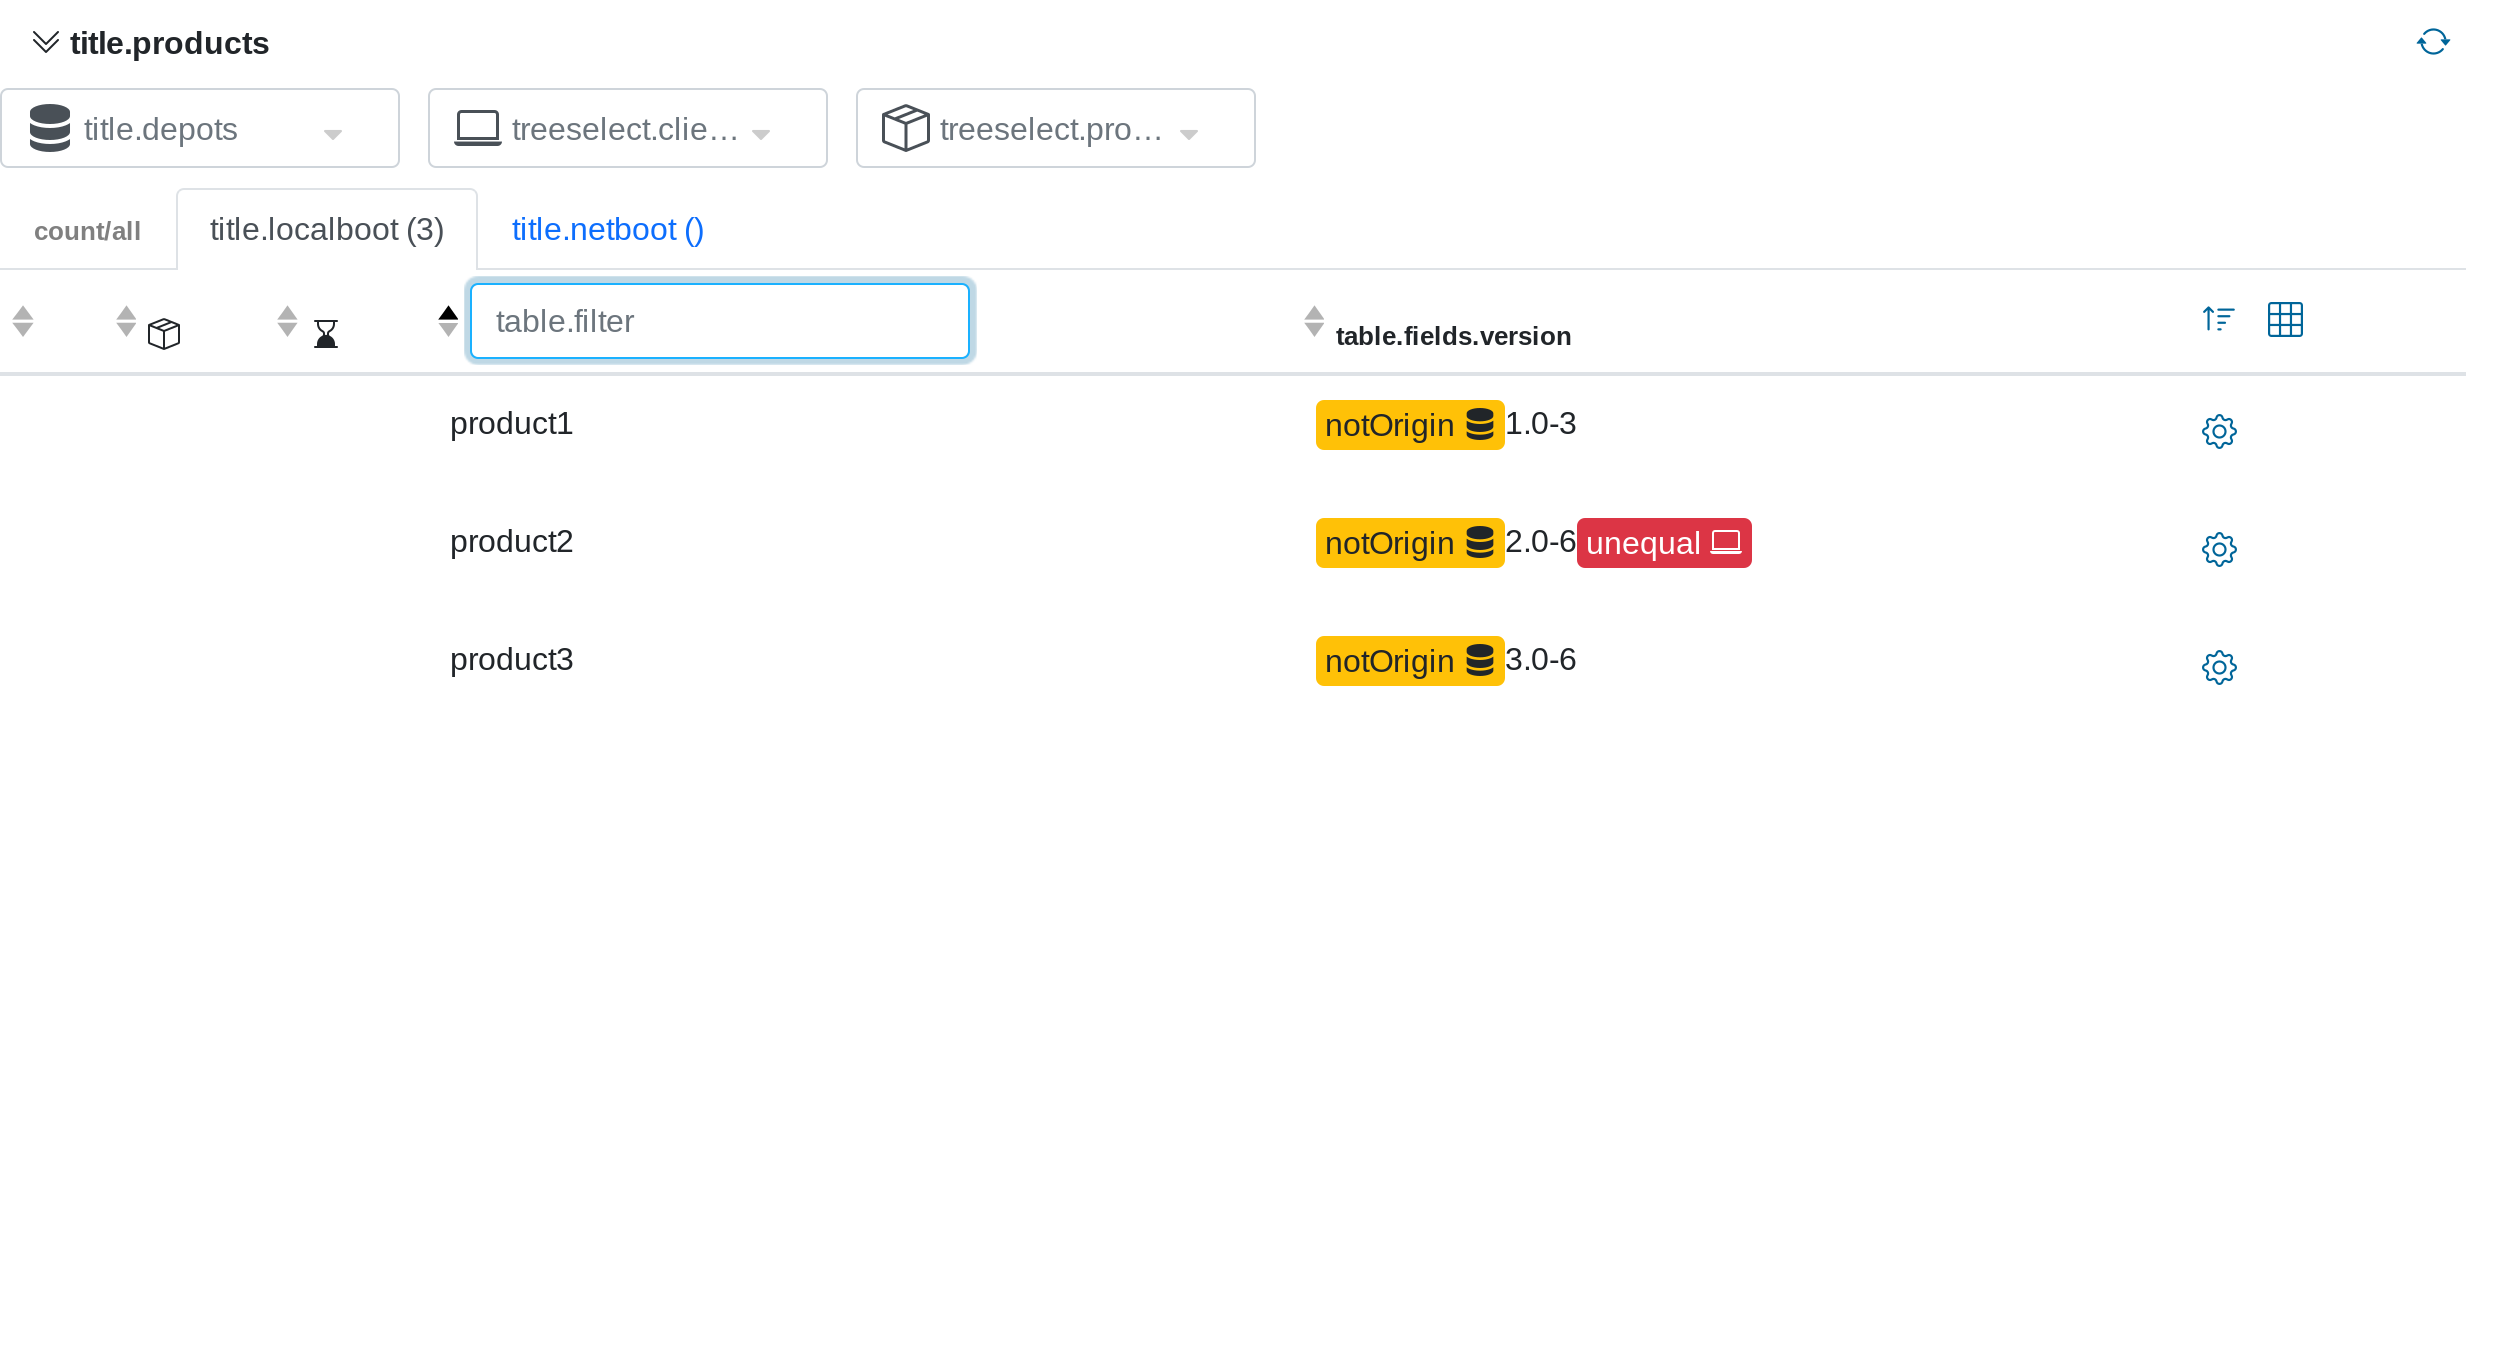 title.products
title.depots treeselect.clie… treeselect.pro…
count/all title.localboot (3) title.netboot ()
table.filter table.fields.version
product1 notOrigin 1.0-3
product2 notOrigin 2.0-6 unequal
product3 notOrigin 3.0-6